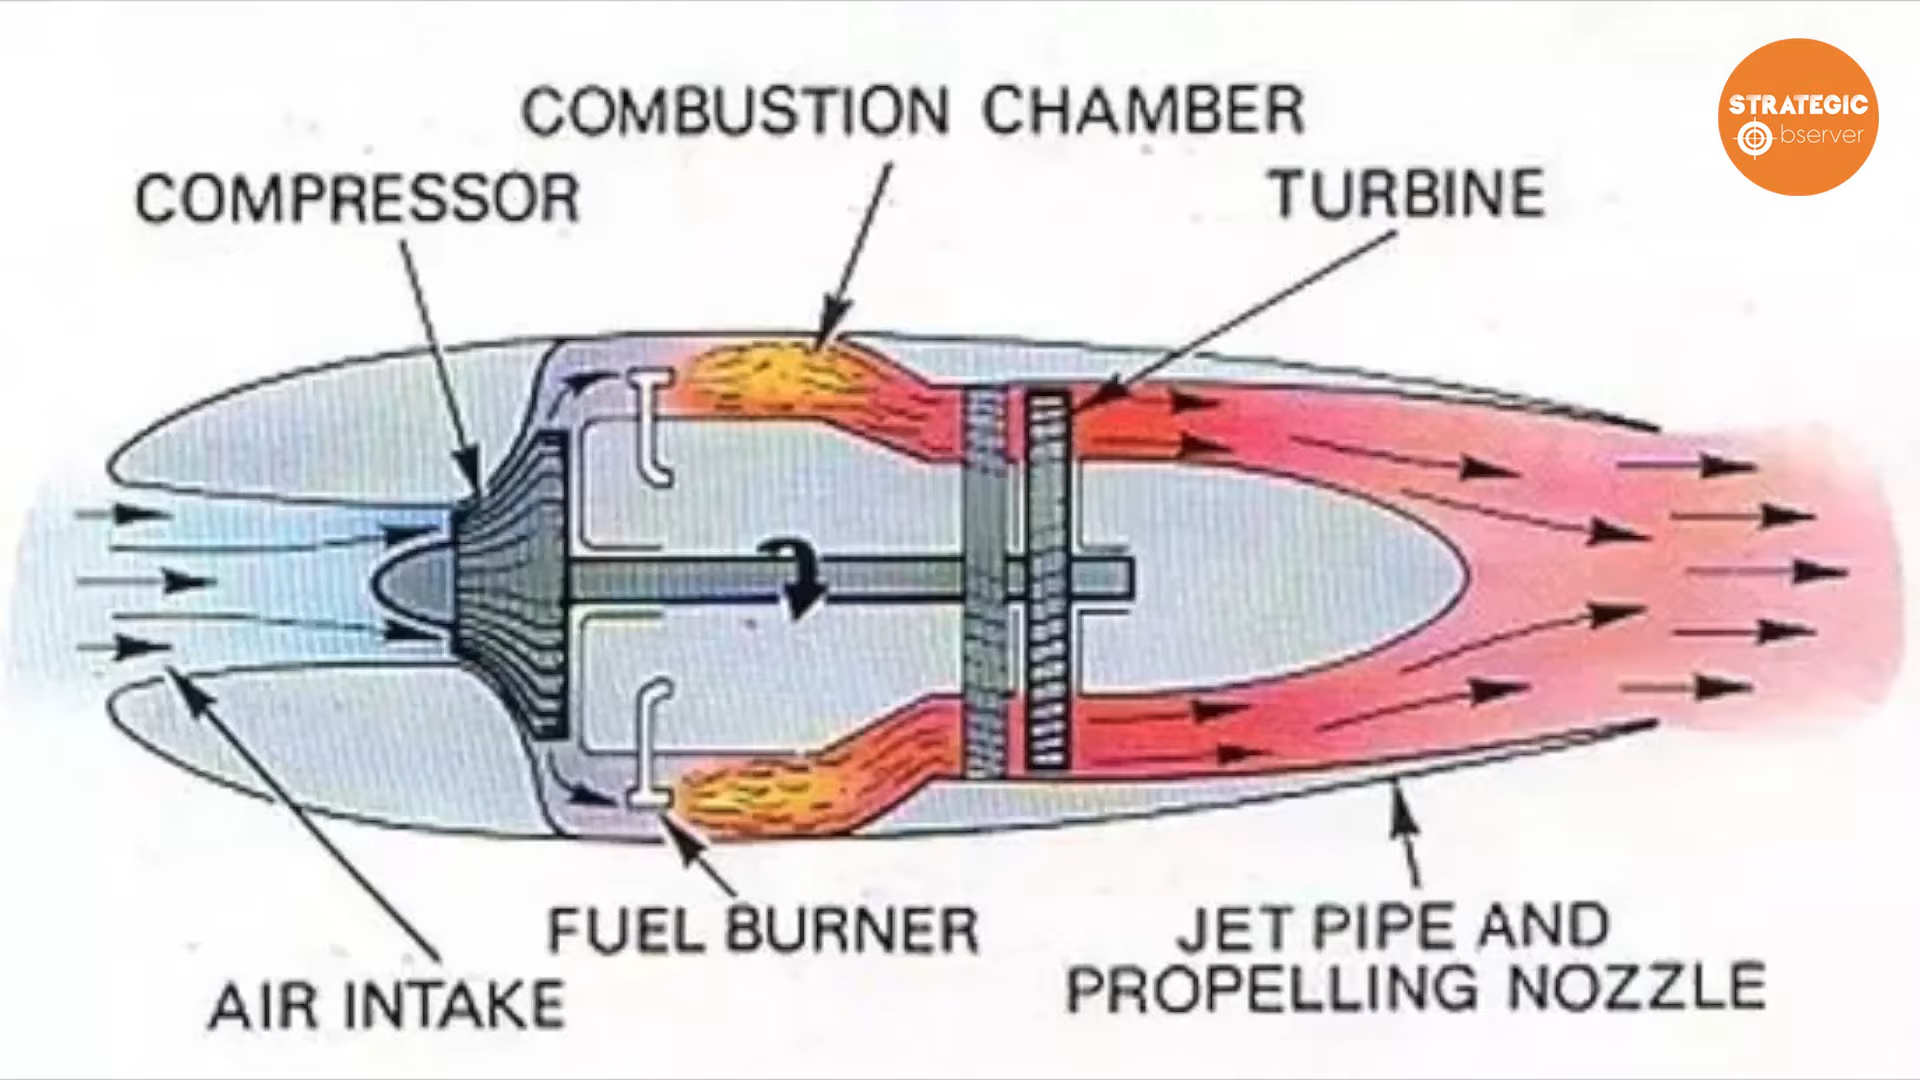 COMBUSTION CHAMBER
STRATEGIC
bserver
COMPRESSOR
TURBINE
FUEL BURNER
JET PIPE AND
PROPELLING NOZZLE
AIR INTAKE